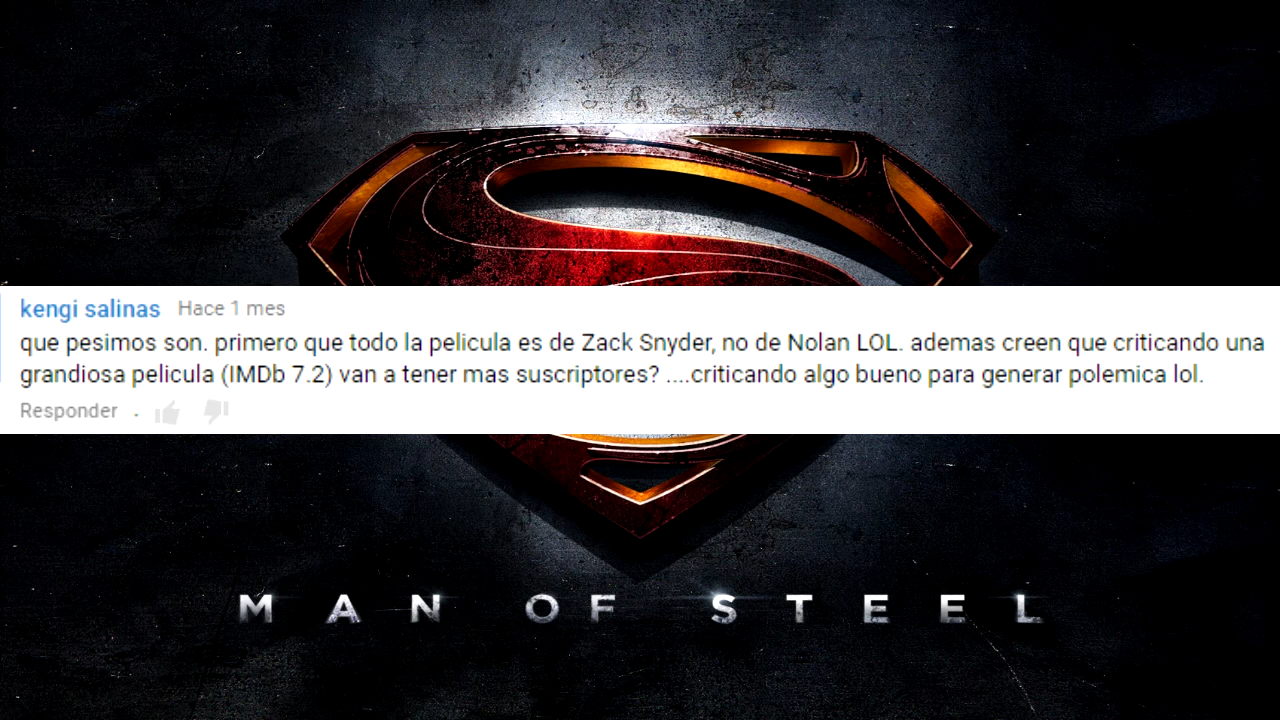 kengi salinas Hace 1 mes
que pesimos son. primero que todo la pelicula es de Zack Snyder, no de Nolan LOL. ademas creen que criticando una
grandiosa pelicula (IMDb 7.2) van a tener mas suscriptores? ....criticando algo bueno para generar polemica lol.
Responder .
MAN OF STEEL